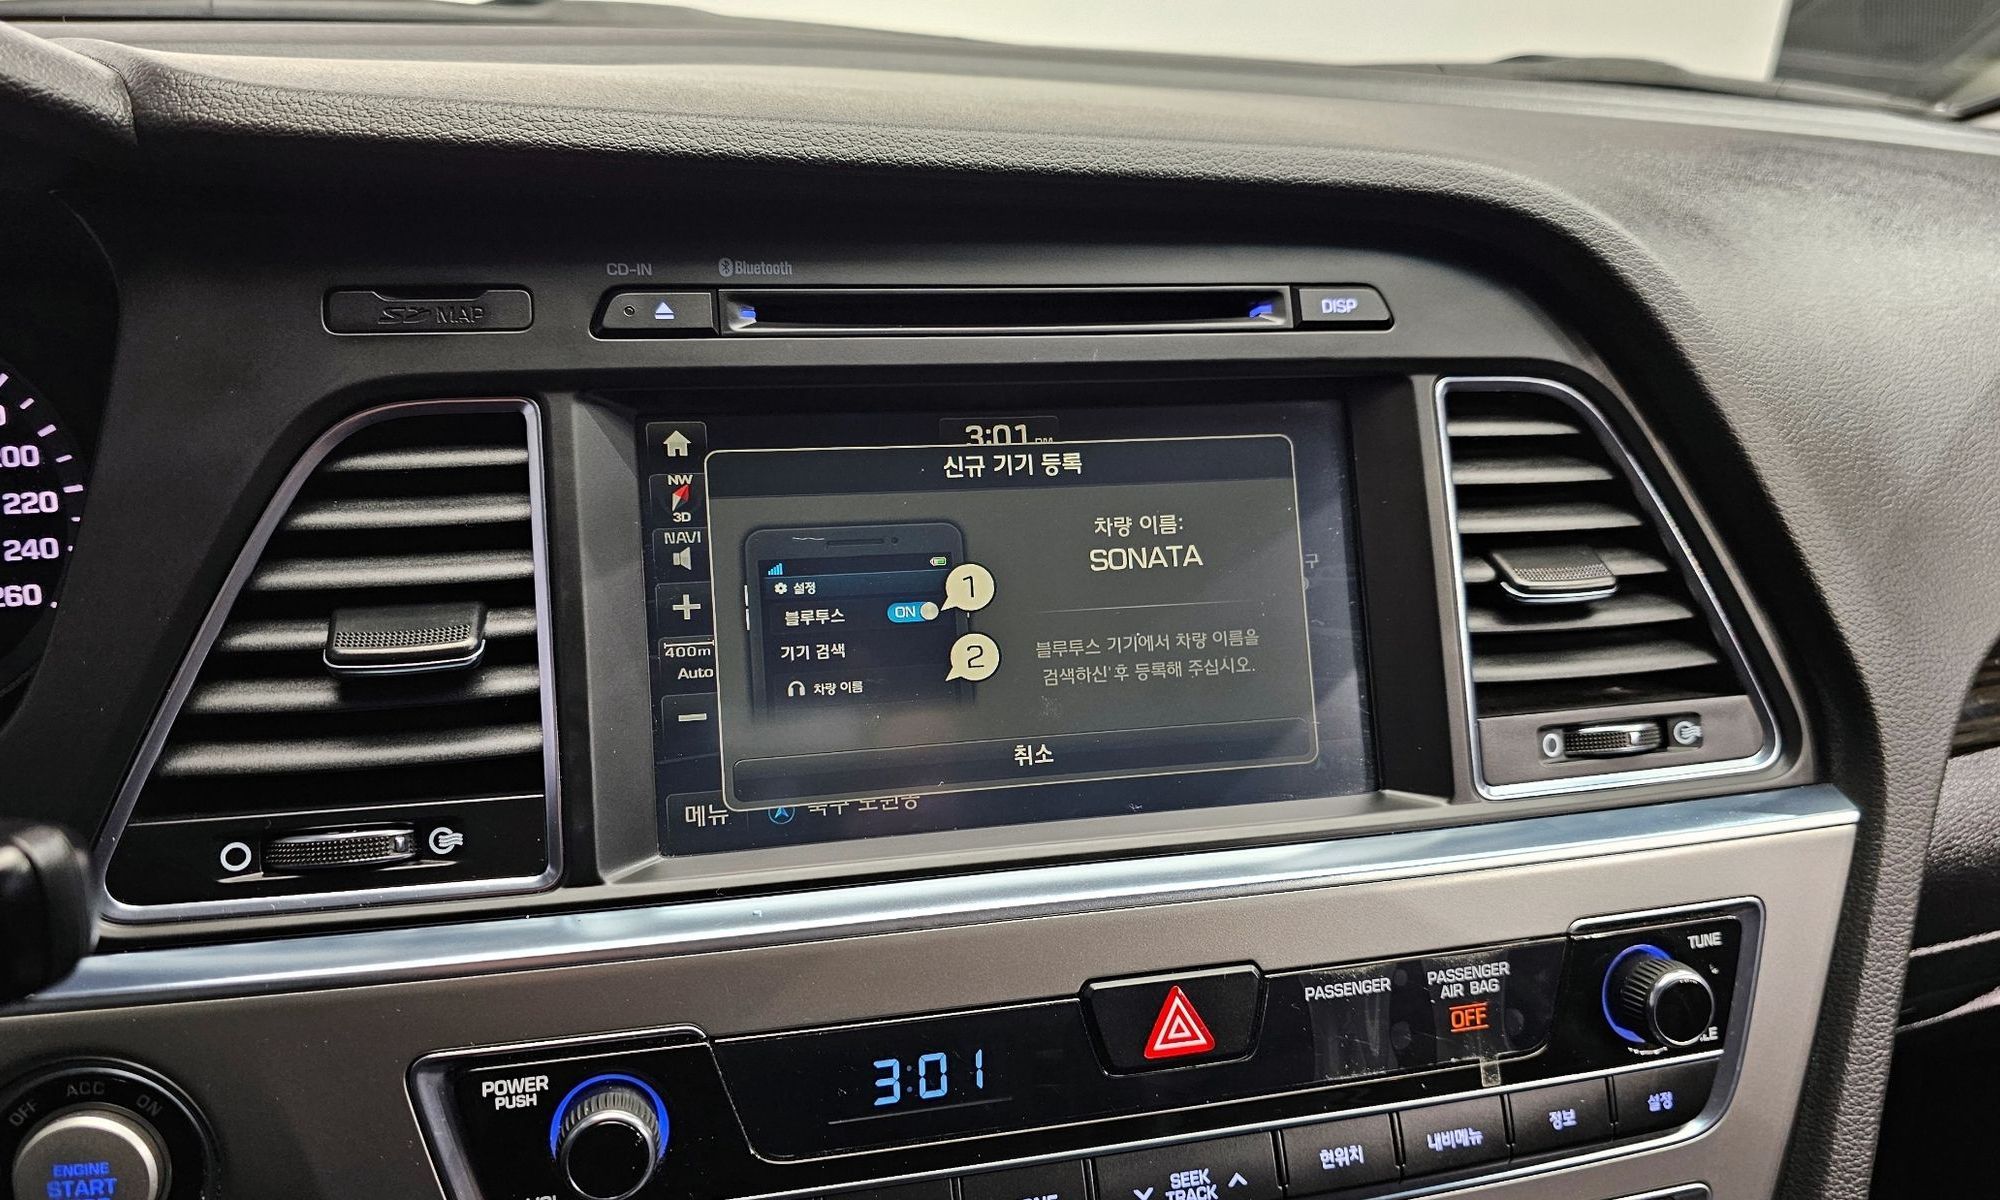 CD-IN
Bluetooth
SD MAP
DISP
3:01 PM
신규 기기 등록
NW
3D
NAVI
차량 이름:
SONATA
설정
블루투스 ON
1
기기 검색
2
차량 이름
블루투스 기기에서 차량 이름을
검색하신 후 등록해 주십시오.
400m
Auto
취소
메뉴
220
240
260
PASSENGER
PASSENGER
AIR BAG
OFF
TUNE
POWER
PUSH
3:01
OFF ACC ON
ENGINE
START
SEEK
TRACK
현위치
내비메뉴
정보
설정